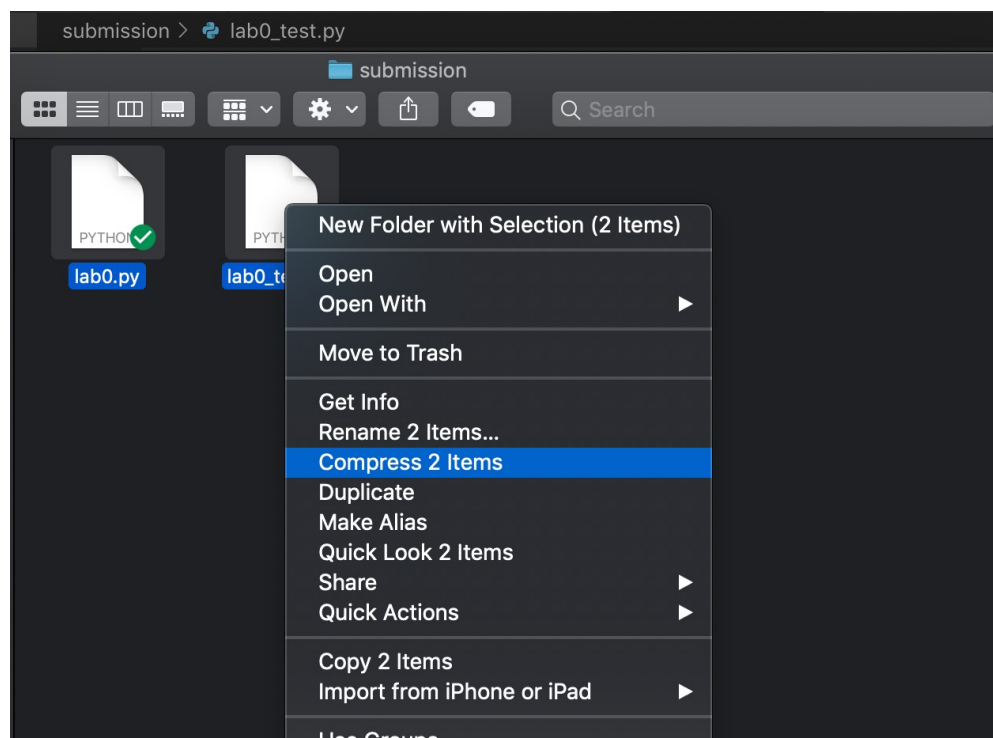 submission > lab0_test.py
submission
Search
PYTHON
lab0.py
PYTH
lab0_te
New Folder with Selection (2 Items)
Open
Open With
Move to Trash
Get Info
Rename 2 Items...
Compress 2 Items
Duplicate
Make Alias
Quick Look 2 Items
Share
Quick Actions
Copy 2 Items
Import from iPhone or iPad
Use Groups